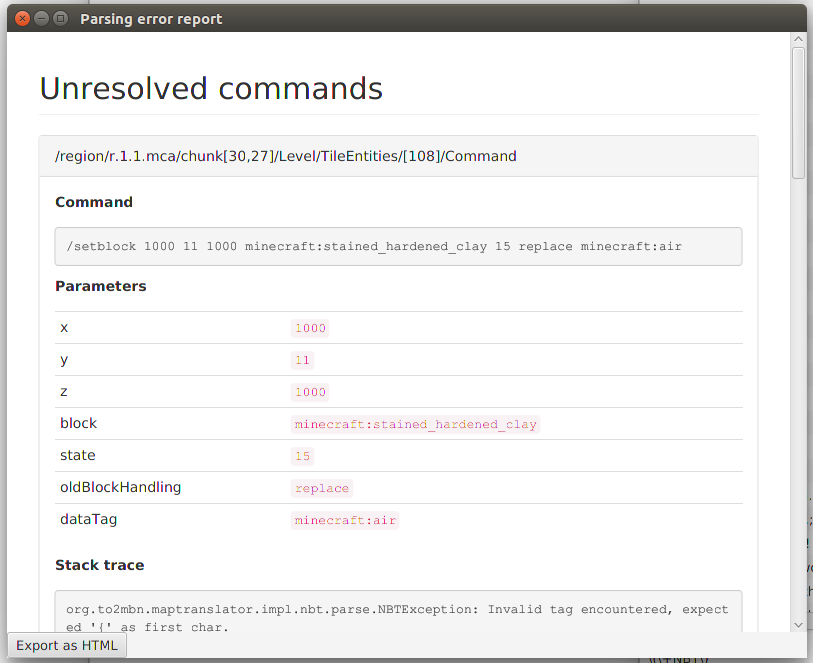 Parsing error report
Unresolved commands
/region/r.1.1.mca/chunk[30,27]/Level/TileEntities/[108]/Command
Command
/setblock 1000 11 1000 minecraft:stained_hardened_clay 15 replace minecraft:air
Parameters
x 1000
y 11
z 1000
block minecraft:stained_hardened_clay
state 15
oldBlockHandling replace
dataTag minecraft:air
Stack trace
org.to2mbn.maptranslator.impl.nbt.parse.NBTException: Invalid tag encountered, expect
ed '{' as first char.
Export as HTML